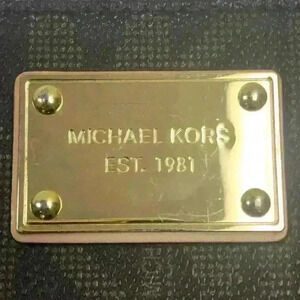 MICHAEL KORS
EST. 1981